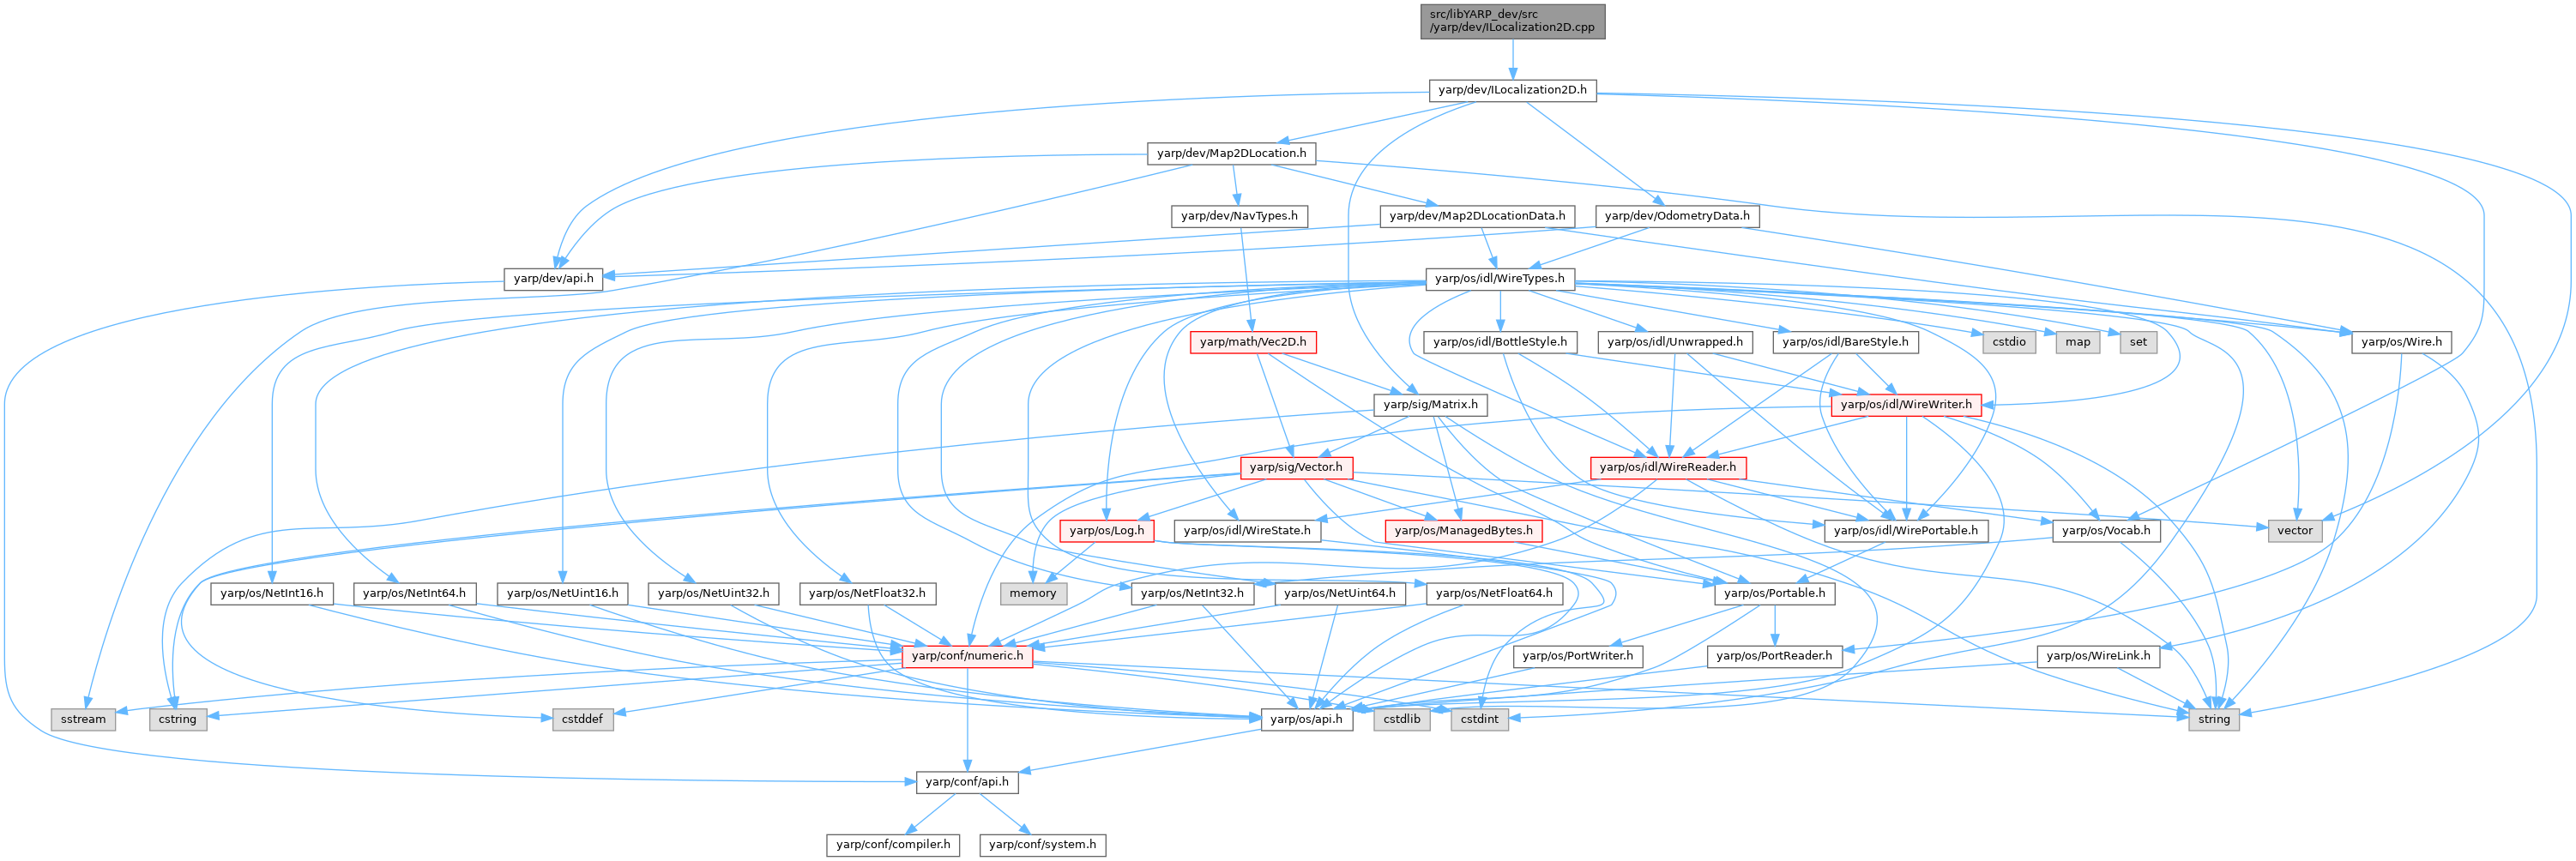 src/libYARP_dev/src
/yarp/dev/ILocalization2D.cpp
yarp/dev/ILocalization2D.h
yarp/dev/Map2DLocation.h
yarp/dev/NavTypes.h
yarp/dev/Map2DLocationData.h
yarp/dev/OdometryData.h
yarp/dev/api.h
yarp/os/idl/WireTypes.h
yarp/math/Vec2D.h
yarp/os/idl/BottleStyle.h
yarp/os/idl/Unwrapped.h
yarp/os/idl/BareStyle.h
cstdio
map
set
yarp/os/Wire.h
yarp/sig/Matrix.h
yarp/os/idl/WireWriter.h
yarp/sig/Vector.h
yarp/os/idl/WireReader.h
yarp/os/Log.h
yarp/os/idl/WireState.h
yarp/os/ManagedBytes.h
yarp/os/idl/WirePortable.h
yarp/os/Vocab.h
vector
yarp/os/NetInt16.h
yarp/os/NetInt64.h
yarp/os/NetUint16.h
yarp/os/NetUint32.h
yarp/os/NetFloat32.h
memory
yarp/os/NetInt32.h
yarp/os/NetUint64.h
yarp/os/NetFloat64.h
yarp/os/Portable.h
yarp/conf/numeric.h
yarp/os/PortWriter.h
yarp/os/PortReader.h
yarp/os/WireLink.h
sstream
cstring
cstddef
yarp/os/api.h
cstdlib
cstdint
string
yarp/conf/api.h
yarp/conf/compiler.h
yarp/conf/system.h